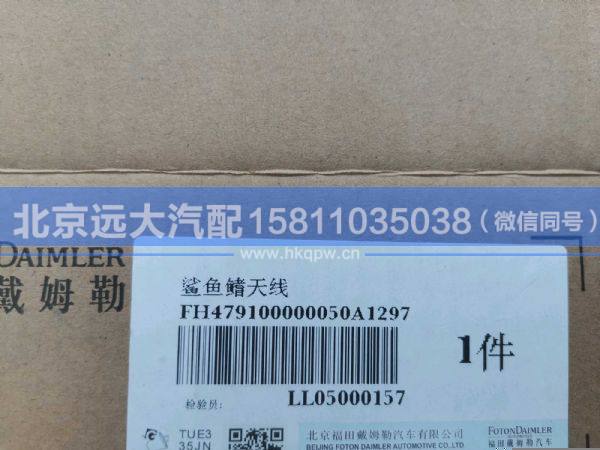 北京远大汽配 15811035038（微信同号）
www.hkqpw.cn
DAIMLER
戴姆勒
鲨鱼鳍天线
FH479100000050A1297
1件
检验员：
LL05000157
TUE3
35JN
北京福田戴姆勒汽车有限公司
BEIJING FOTON DAIMLER AUTOMOTIVE CO.,LTD
FOTONDAIMLER
福田戴姆勒汽车